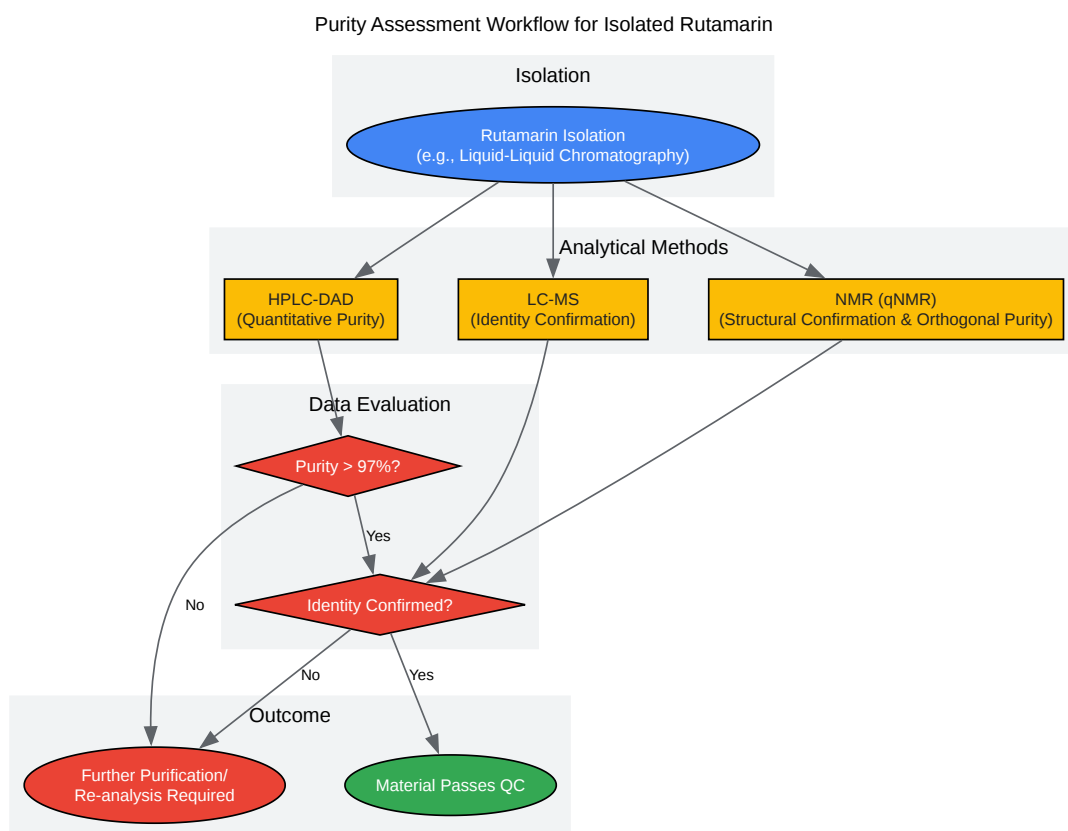 Purity Assessment Workflow for Isolated Rutamarin
Isolation
Rutamarin Isolation
(e.g., Liquid-Liquid Chromatography)
Analytical Methods
HPLC-DAD
(Quantitative Purity)
LC-MS
(Identity Confirmation)
NMR (qNMR)
(Structural Confirmation & Orthogonal Purity)
Data Evaluation
Purity > 97%?
Yes
No
Identity Confirmed?
No
Yes
Outcome
Further Purification/
Re-analysis Required
Material Passes QC